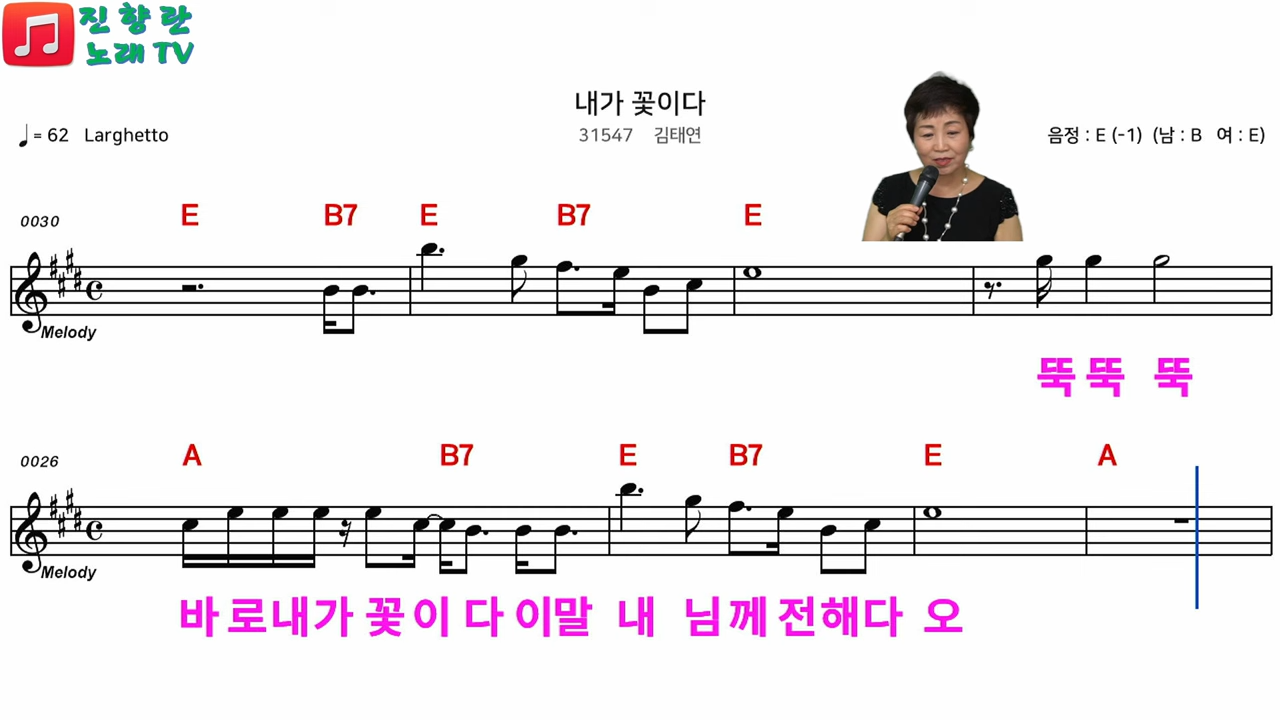 진향란
노래 TV
내가 꽃이다
= 62 Larghetto
31547 김태연
음정 : E (-1) (남 : B 여 : E)
0030 E B7 E B7 E
Melody
뚝 뚝 뚝
0026 A B7 E B7 E A
Melody
바 로 내 가 꽃 이 다 이 말 내 님 께 전 해 다 오